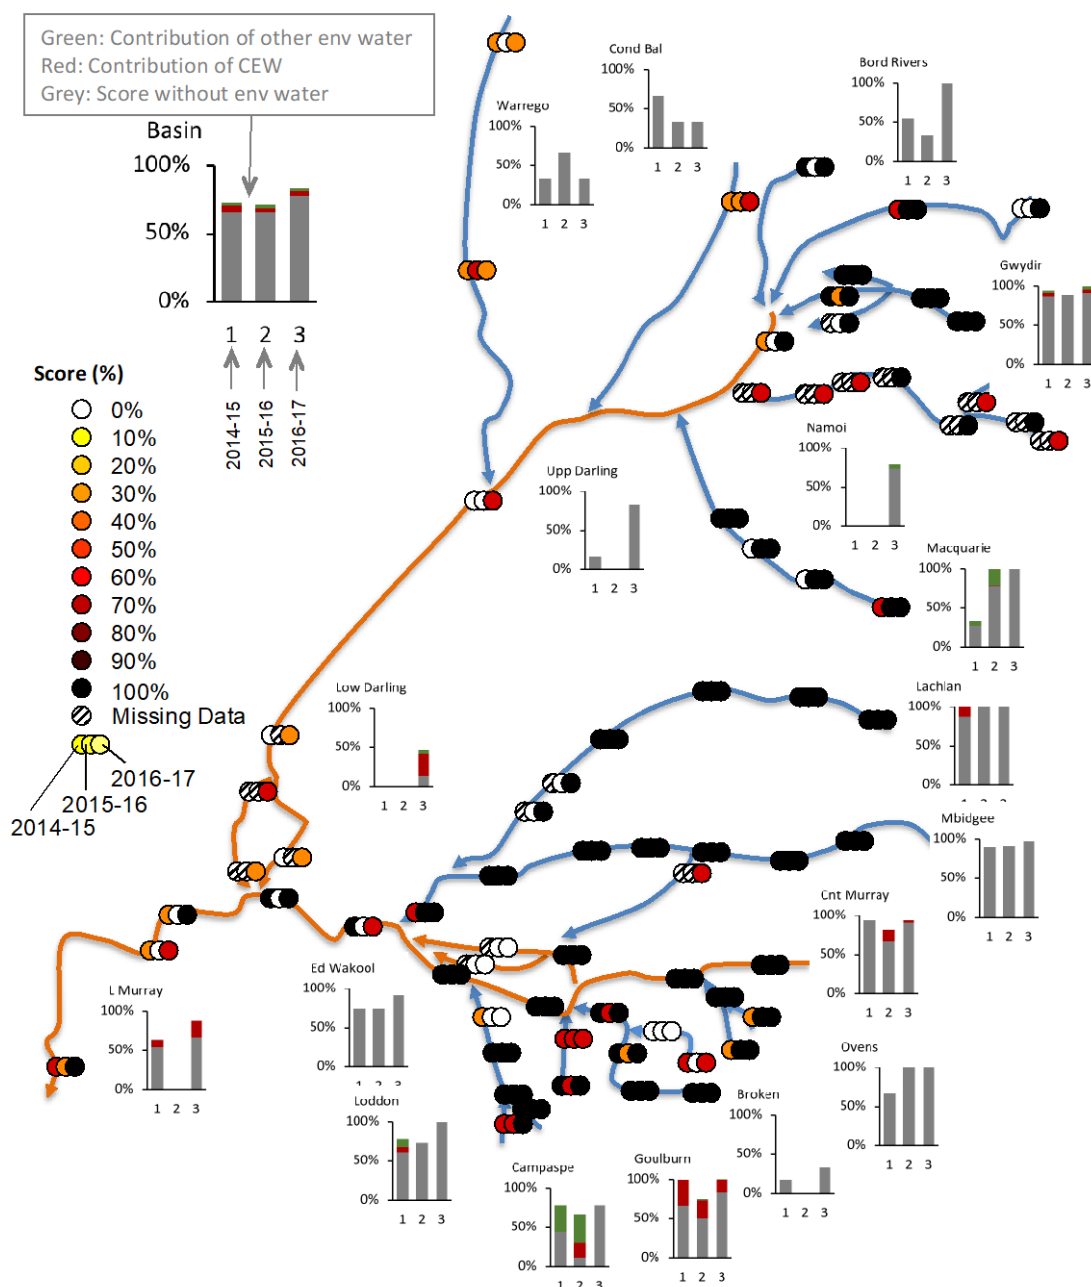 Green: Contribution of other env water
Red: Contribution of CEW
Grey: Score without env water
Basin
100%
50%
0%
1 2 3
2014-15
2015-16
2016-17
Score (%)
0%
10%
20%
30%
40%
50%
60%
70%
80%
90%
100%
Missing Data
2016-17
2015-16
2014-15
Warrego
100%
50%
0%
1 2 3
Cond Bal
100%
50%
0%
1 2 3
Bord Rivers
100%
50%
0%
1 2 3
Gwydir
100%
50%
0%
1 2 3
Namoi
100%
50%
0%
1 2 3
Upp Darling
100%
50%
0%
1 2 3
Macquarie
100%
50%
0%
1 2 3
Low Darling
100%
50%
0%
1 2 3
Lachlan
100%
50%
0%
Mbidgee
100%
50%
0%
1 2 3
Cnt Murray
100%
50%
0%
1 2 3
Ed Wakool
100%
50%
0%
L Murray
100%
50%
0%
1 2 3
Ovens
100%
50%
0%
1 2 3
Loddon
100%
50%
0%
1 2 3
Broken
100%
50%
0%
1 2 3
Campaspe
100%
50%
0%
1 2 3
Goulburn
100%
50%
0%
1 2 3